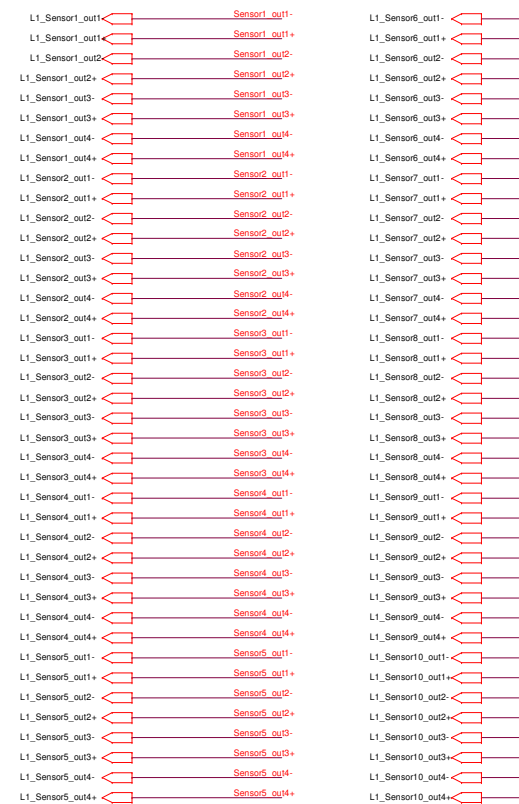 L1_Sensor1_out1- Sensor1_out1- L1_Sensor6_out1-
L1_Sensor1_out1+ Sensor1_out1+ L1_Sensor6_out1+
L1_Sensor1_out2- Sensor1_out2- L1_Sensor6_out2-
L1_Sensor1_out2+ Sensor1_out2+ L1_Sensor6_out2+
L1_Sensor1_out3- Sensor1_out3- L1_Sensor6_out3-
L1_Sensor1_out3+ Sensor1_out3+ L1_Sensor6_out3+
L1_Sensor1_out4- Sensor1_out4- L1_Sensor6_out4-
L1_Sensor1_out4+ Sensor1_out4+ L1_Sensor6_out4+
L1_Sensor2_out1- Sensor2_out1- L1_Sensor7_out1-
L1_Sensor2_out1+ Sensor2_out1+ L1_Sensor7_out1+
L1_Sensor2_out2- Sensor2_out2- L1_Sensor7_out2-
L1_Sensor2_out2+ Sensor2_out2+ L1_Sensor7_out2+
L1_Sensor2_out3- Sensor2_out3- L1_Sensor7_out3-
L1_Sensor2_out3+ Sensor2_out3+ L1_Sensor7_out3+
L1_Sensor2_out4- Sensor2_out4- L1_Sensor7_out4-
L1_Sensor2_out4+ Sensor2_out4+ L1_Sensor7_out4+
L1_Sensor3_out1- Sensor3_out1- L1_Sensor8_out1-
L1_Sensor3_out1+ Sensor3_out1+ L1_Sensor8_out1+
L1_Sensor3_out2- Sensor3_out2- L1_Sensor8_out2-
L1_Sensor3_out2+ Sensor3_out2+ L1_Sensor8_out2+
L1_Sensor3_out3- Sensor3_out3- L1_Sensor8_out3-
L1_Sensor3_out3+ Sensor3_out3+ L1_Sensor8_out3+
L1_Sensor3_out4- Sensor3_out4- L1_Sensor8_out4-
L1_Sensor3_out4+ Sensor3_out4+ L1_Sensor8_out4+
L1_Sensor4_out1- Sensor4_out1- L1_Sensor9_out1-
L1_Sensor4_out1+ Sensor4_out1+ L1_Sensor9_out1+
L1_Sensor4_out2- Sensor4_out2- L1_Sensor9_out2-
L1_Sensor4_out2+ Sensor4_out2+ L1_Sensor9_out2+
L1_Sensor4_out3- Sensor4_out3- L1_Sensor9_out3-
L1_Sensor4_out3+ Sensor4_out3+ L1_Sensor9_out3+
L1_Sensor4_out4- Sensor4_out4- L1_Sensor9_out4-
L1_Sensor4_out4+ Sensor4_out4+ L1_Sensor9_out4+
L1_Sensor5_out1- Sensor5_out1- L1_Sensor10_out1-
L1_Sensor5_out1+ Sensor5_out1+ L1_Sensor10_out1+
L1_Sensor5_out2- Sensor5_out2- L1_Sensor10_out2-
L1_Sensor5_out2+ Sensor5_out2+ L1_Sensor10_out2+
L1_Sensor5_out3- Sensor5_out3- L1_Sensor10_out3-
L1_Sensor5_out3+ Sensor5_out3+ L1_Sensor10_out3+
L1_Sensor5_out4- Sensor5_out4- L1_Sensor10_out4-
L1_Sensor5_out4+ Sensor5_out4+ L1_Sensor10_out4+